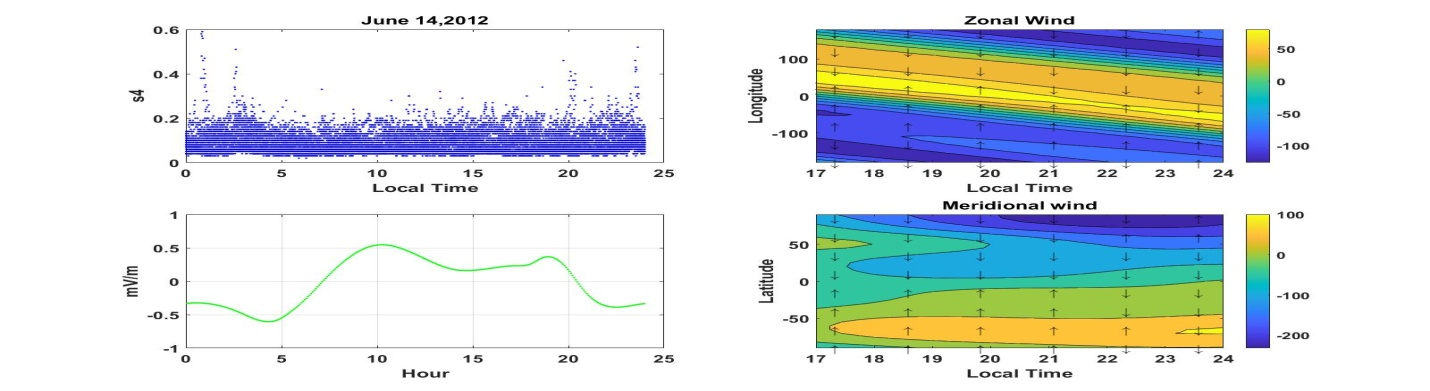 June 14,2012
0.6
0.4
0.2
0
s4
0 5 10 15 20 25
Local Time
Zonal Wind
100
0
-100
Longitude
17 18 19 20 21 22 23 24
Local Time
50
0
-50
-100
1
0.5
0
-0.5
-1
mV/m
0 5 10 15 20 25
Hour
Meridional wind
50
0
-50
Latitude
17 18 19 20 21 22 23 24
Local Time
100
0
-100
-200